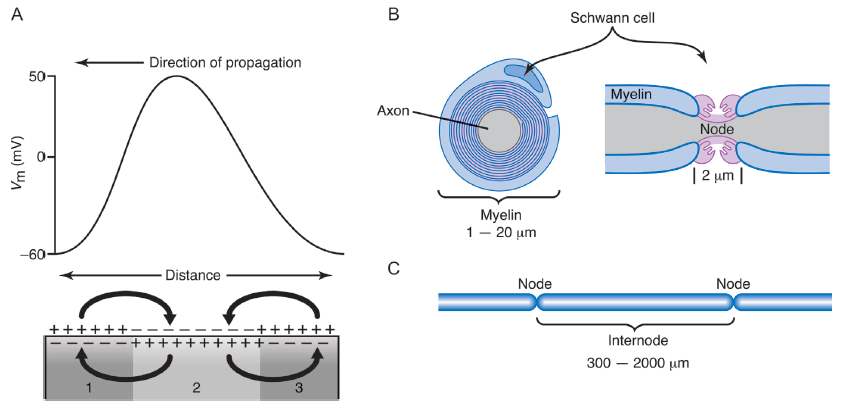 A
Direction of propagation
50
0
Vm (mV)
−60
Distance
+ + + + + + − − − − − − − − − − + + + + + +
− − − − − − + + + + + + + + + + − − − − − −
1
2
3
B
Schwann cell
Axon
Myelin
1 — 20 μm
Myelin
Node
2 μm
C
Node
Node
Internode
300 — 2000 μm